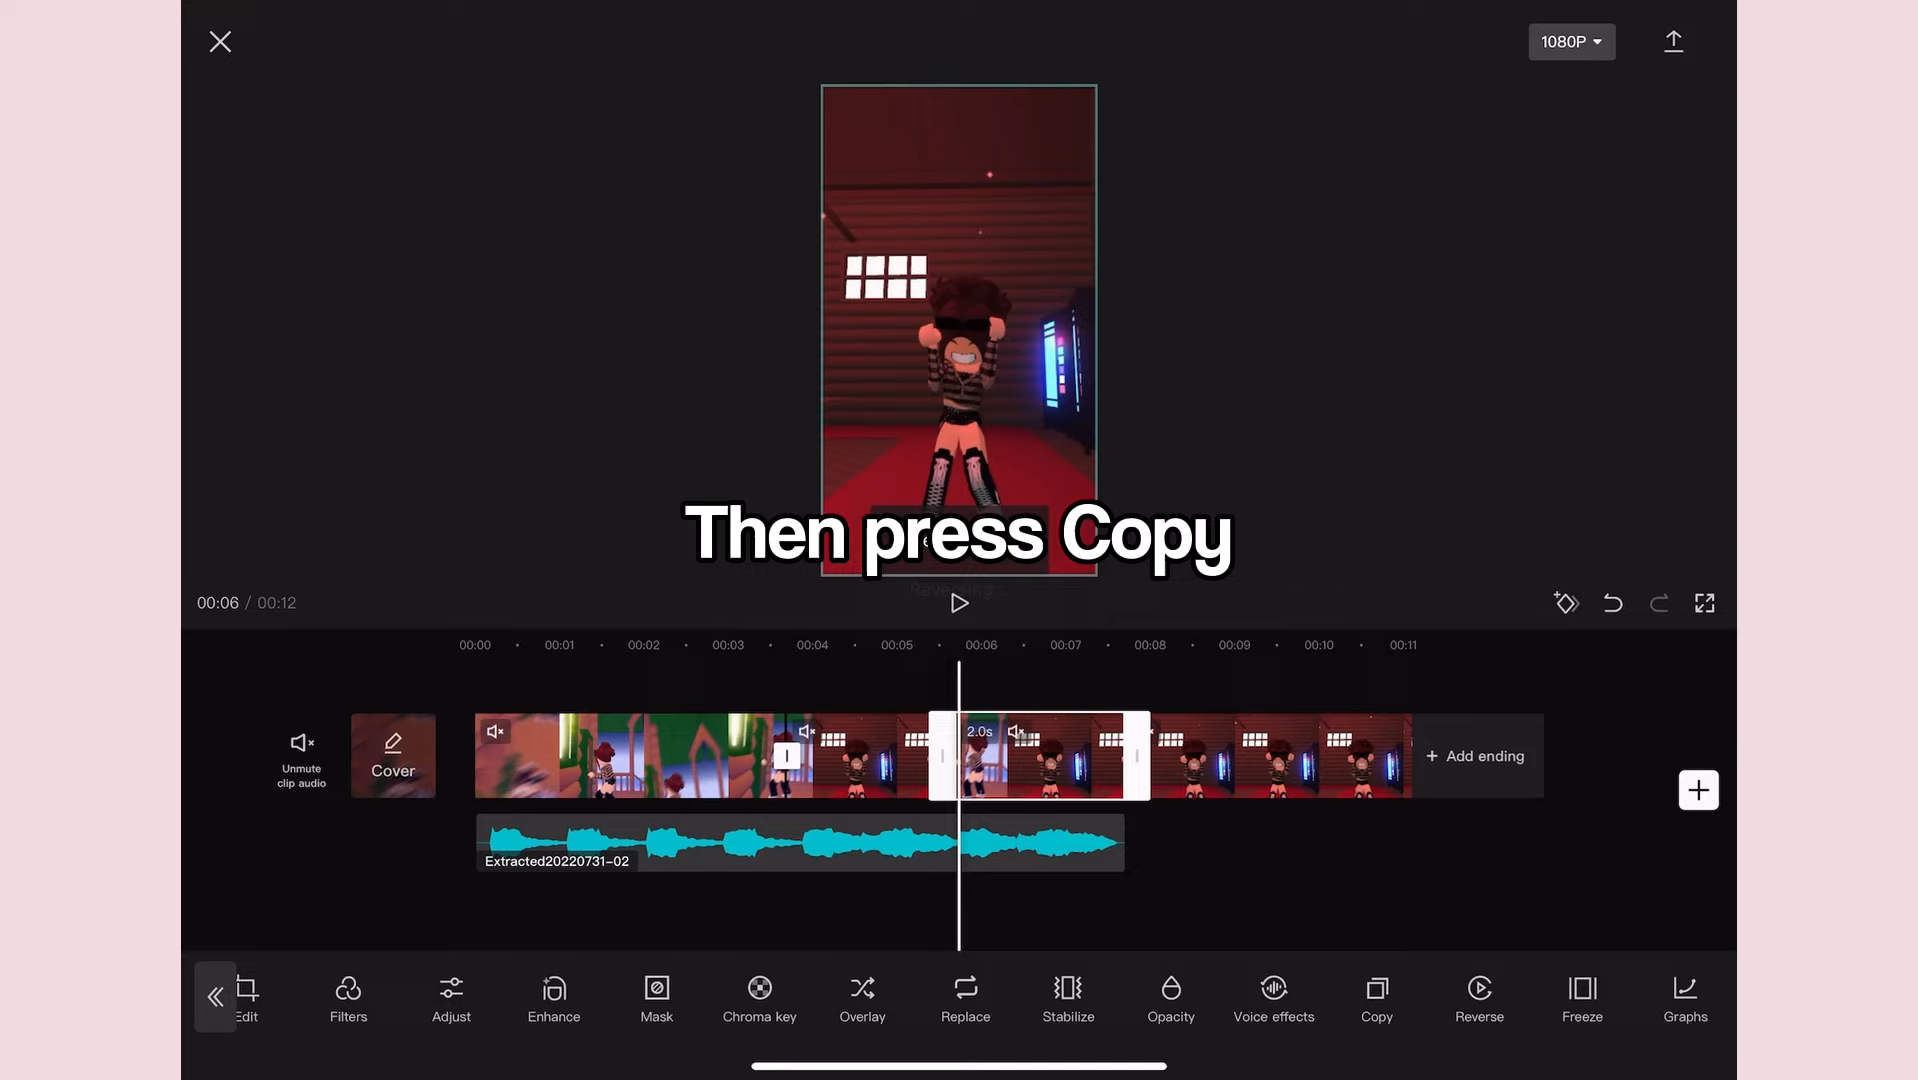 1080P
Then press Copy
Reversing
00:06 / 00:12
00:00 00:01 00:02 00:03 00:04 00:05 00:06 00:07 00:08 00:09 00:10 00:11
2.0s
Unmute
clip audio
Cover
+ Add ending
Extracted20220731-02
Edit Filters Adjust Enhance Mask Chroma key Overlay Replace Stabilize Opacity Voice effects Copy Reverse Freeze Graphs